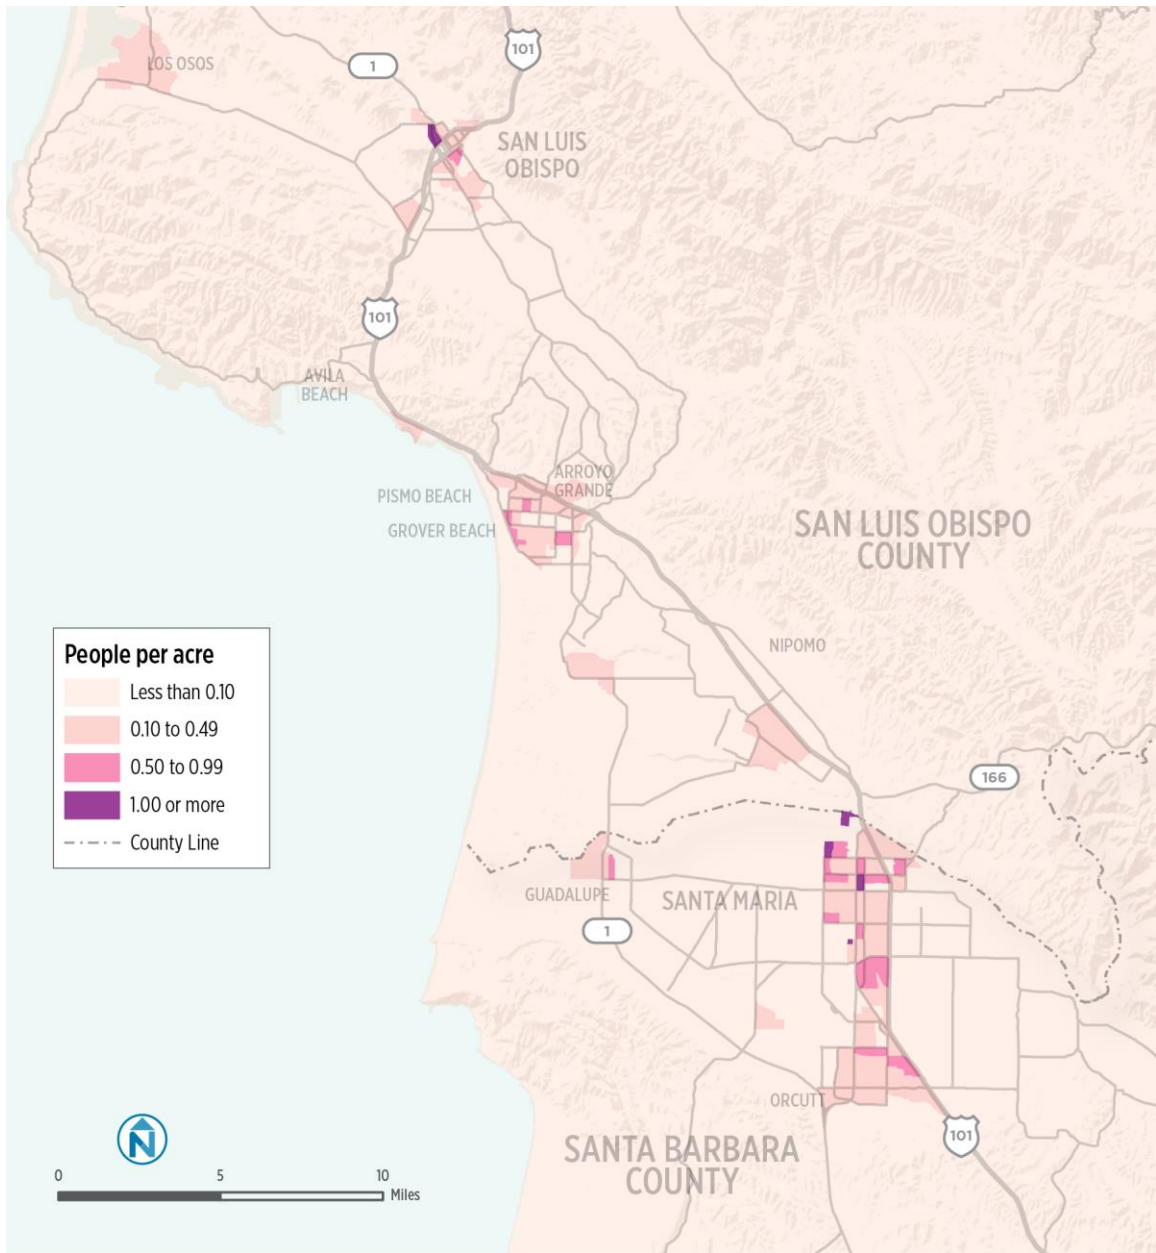 101
1
LOS OSOS
SAN LUIS
OBISPO
101
AVILA
BEACH
ARROYO
GRANDE
PISMO BEACH
GROVER BEACH
SAN LUIS OBISPO
COUNTY
NIPOMO
People per acre
Less than 0.10
0.10 to 0.49
0.50 to 0.99
1.00 or more
County Line
166
GUADALUPE
SANTA MARIA
1
ORCUTT
101
SANTA BARBARA
COUNTY
N
0 5 10
Miles